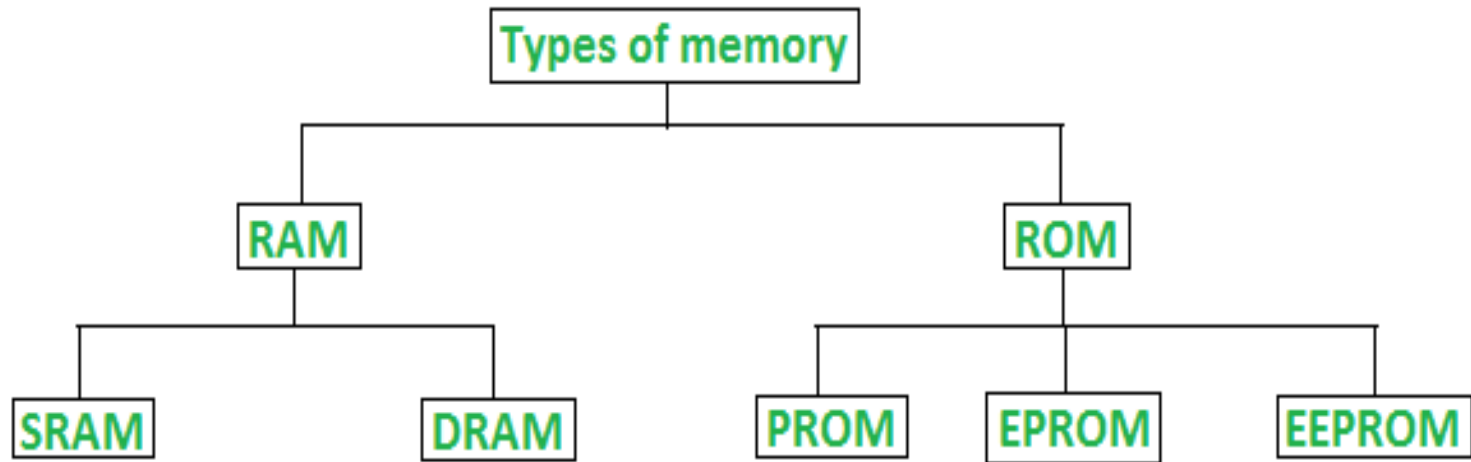 Types of memory
RAM
ROM
SRAM
DRAM
PROM
EPROM
EEPROM